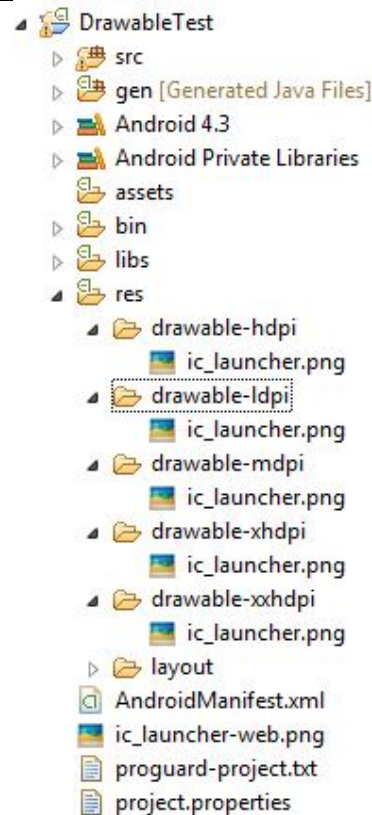 DrawableTest
src
gen [Generated Java Files]
Android 4.3
Android Private Libraries
assets
bin
libs
res
drawable-hdpi
ic_launcher.png
drawable-ldpi
ic_launcher.png
drawable-mdpi
ic_launcher.png
drawable-xhdpi
ic_launcher.png
drawable-xxhdpi
ic_launcher.png
layout
AndroidManifest.xml
ic_launcher-web.png
proguard-project.txt
project.properties